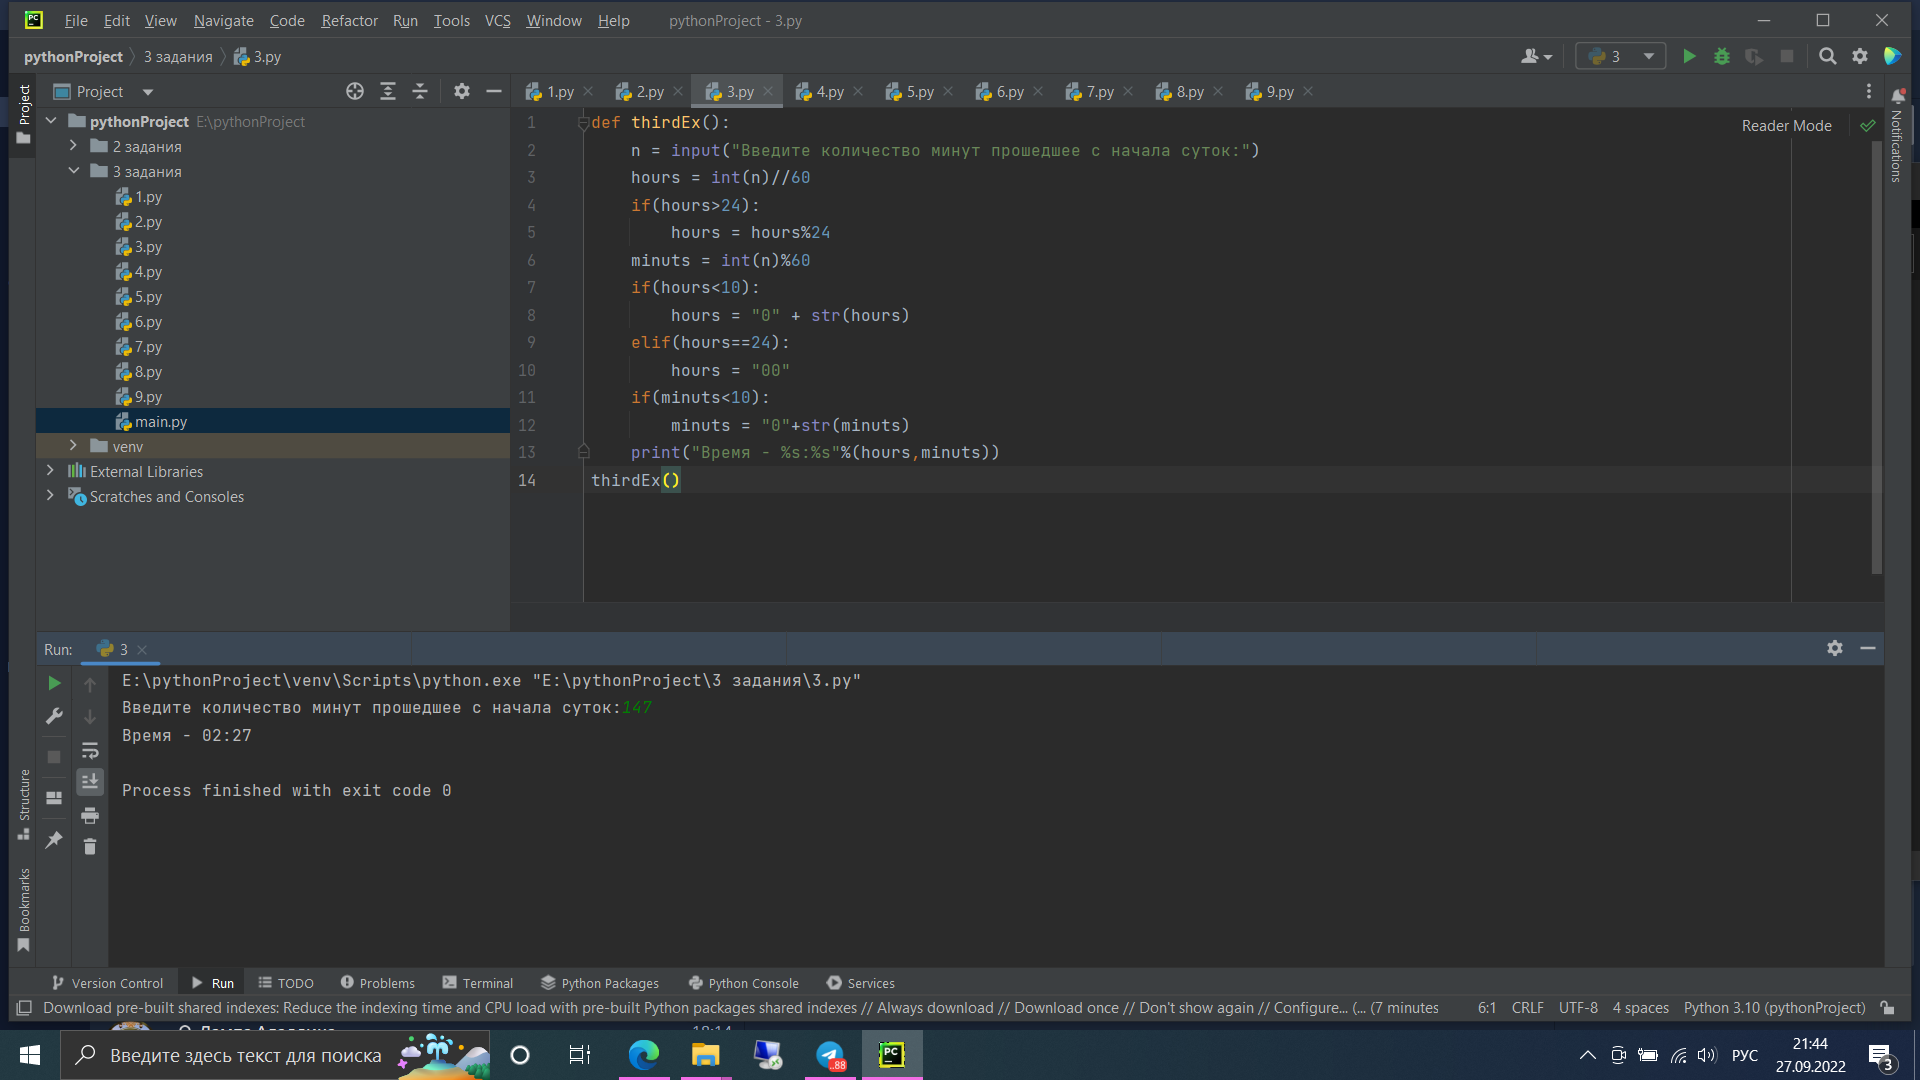 File Edit View Navigate Code Refactor Run Tools VCS Window Help pythonProject - 3.py
pythonProject 3 задания 3.py
3
Project
Project
1.py 2.py 3.py 4.py 5.py 6.py 7.py 8.py 9.py
pythonProject E:\pythonProject
2 задания
3 задания
1.py
2.py
3.py
4.py
5.py
6.py
7.py
8.py
9.py
main.py
venv
External Libraries
Scratches and Consoles
Reader Mode
Notifications
1 def thirdEx():
2 n = input("Введите количество минут прошедшее с начала суток:")
3 hours = int(n)//60
4 if(hours>24):
5 hours = hours%24
6 minuts = int(n)%60
7 if(hours<10):
8 hours = "0" + str(hours)
9 elif(hours==24):
10 hours = "00"
11 if(minuts<10):
12 minuts = "0"+str(minuts)
13 print("Время - %s:%s"%(hours,minuts))
14 thirdEx()
Run: 3
E:\pythonProject\venv\Scripts\python.exe "E:\pythonProject\3 задания\3.py"
Введите количество минут прошедшее с начала суток:147
Время - 02:27
Process finished with exit code 0
Structure
Bookmarks
Version Control Run TODO Problems Terminal Python Packages Python Console Services
Download pre-built shared indexes: Reduce the indexing time and CPU load with pre-built Python packages shared indexes // Always download // Download once // Don't show again // Configure... (... (7 minutes 6:1 CRLF UTF-8 4 spaces Python 3.10 (pythonProject)
Введите здесь текст для поиска
..88
PC
РУС
21:44
27.09.2022
3